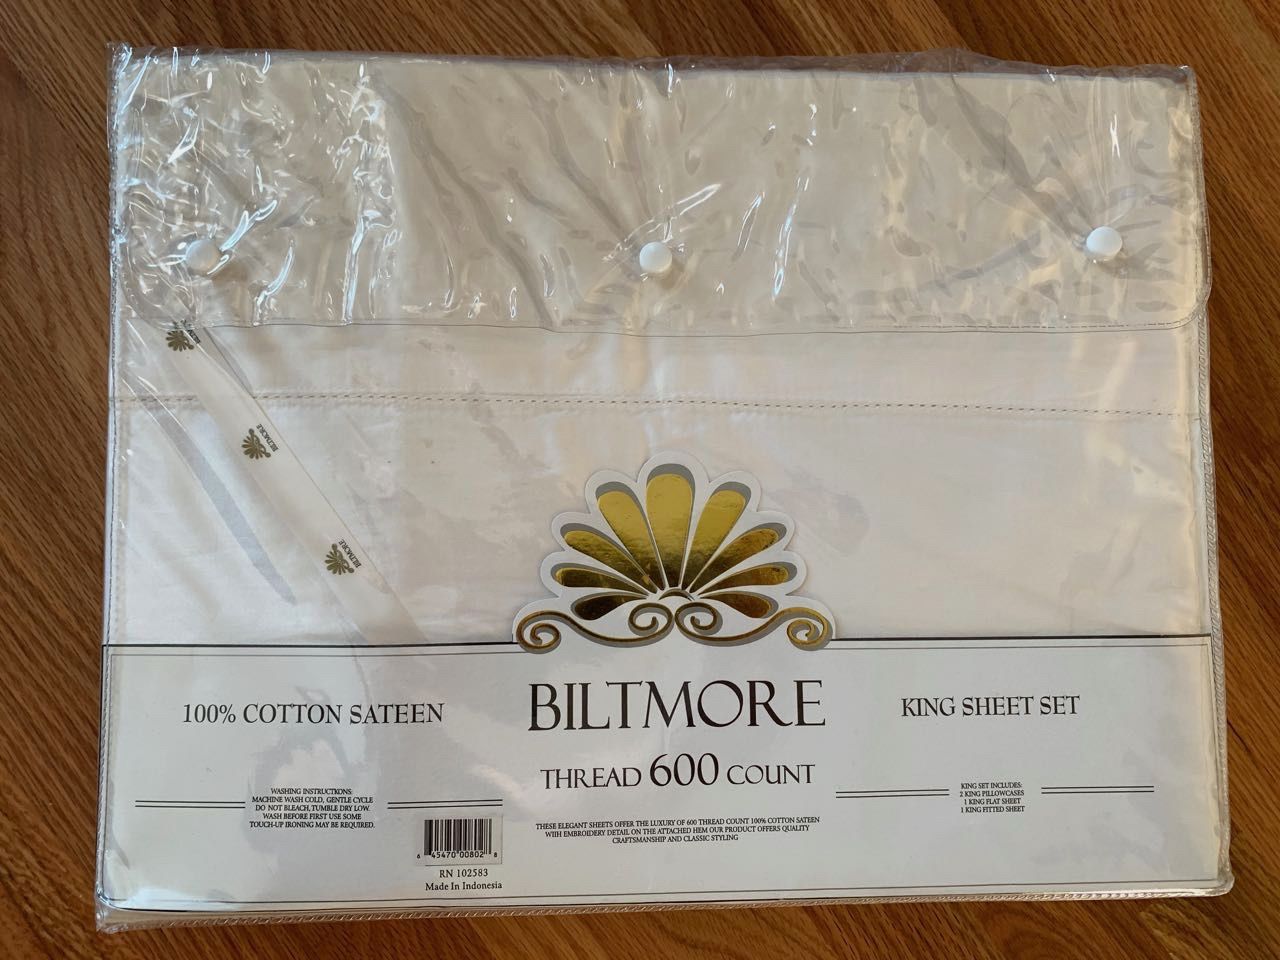 BILTMORE
BILTMORE
BILTMORE
100% COTTON SATEEN
BILTMORE
KING SHEET SET
THREAD 600 COUNT
WASHING INSTRUCTIONS:
MACHINE WASH COLD, GENTLE CYCLE
DO NOT BLEACH, TUMBLE DRY LOW.
WASH BEFORE FIRST USE SOME
TOUCH-UP IRONING MAY BE REQUIRED.
KING SET INCLUDES:
2 KING PILLOWCASES
1 KING FLAT SHEET
1 KING FITTED SHEET
THESE ELEGANT SHEETS OFFER THE LUXURY OF 600 THREAD COUNT 100% COTTON SATEEN
WIIH EMBROIDERY DETAIL ON THE ATTACHED HEM OUR PRODUCT OFFERS QUALITY
CRAFTSMANSHIP AND CLASSIC STYLING
6 45470 00802 8
RN 102583
Made In Indonesia